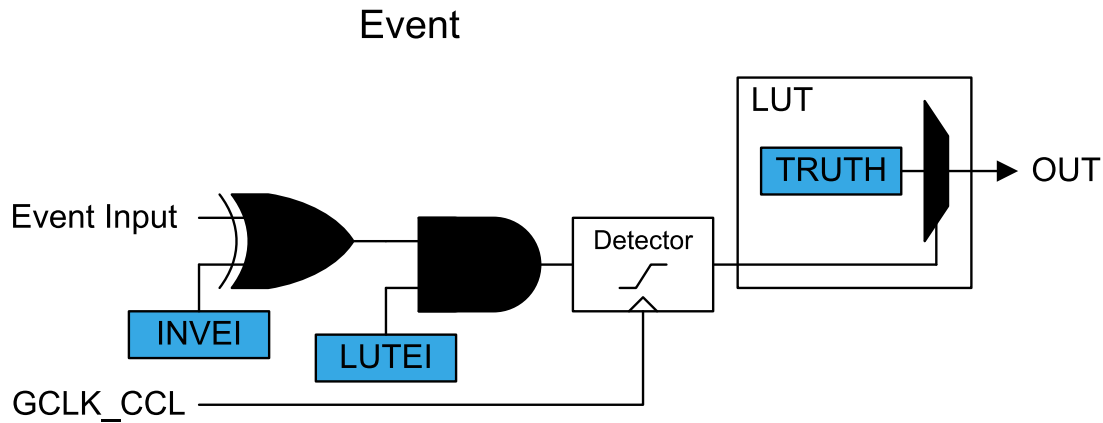 Event
LUT
TRUTH
OUT
Event Input
Detector
INVEI
LUTEI
GCLK_CCL